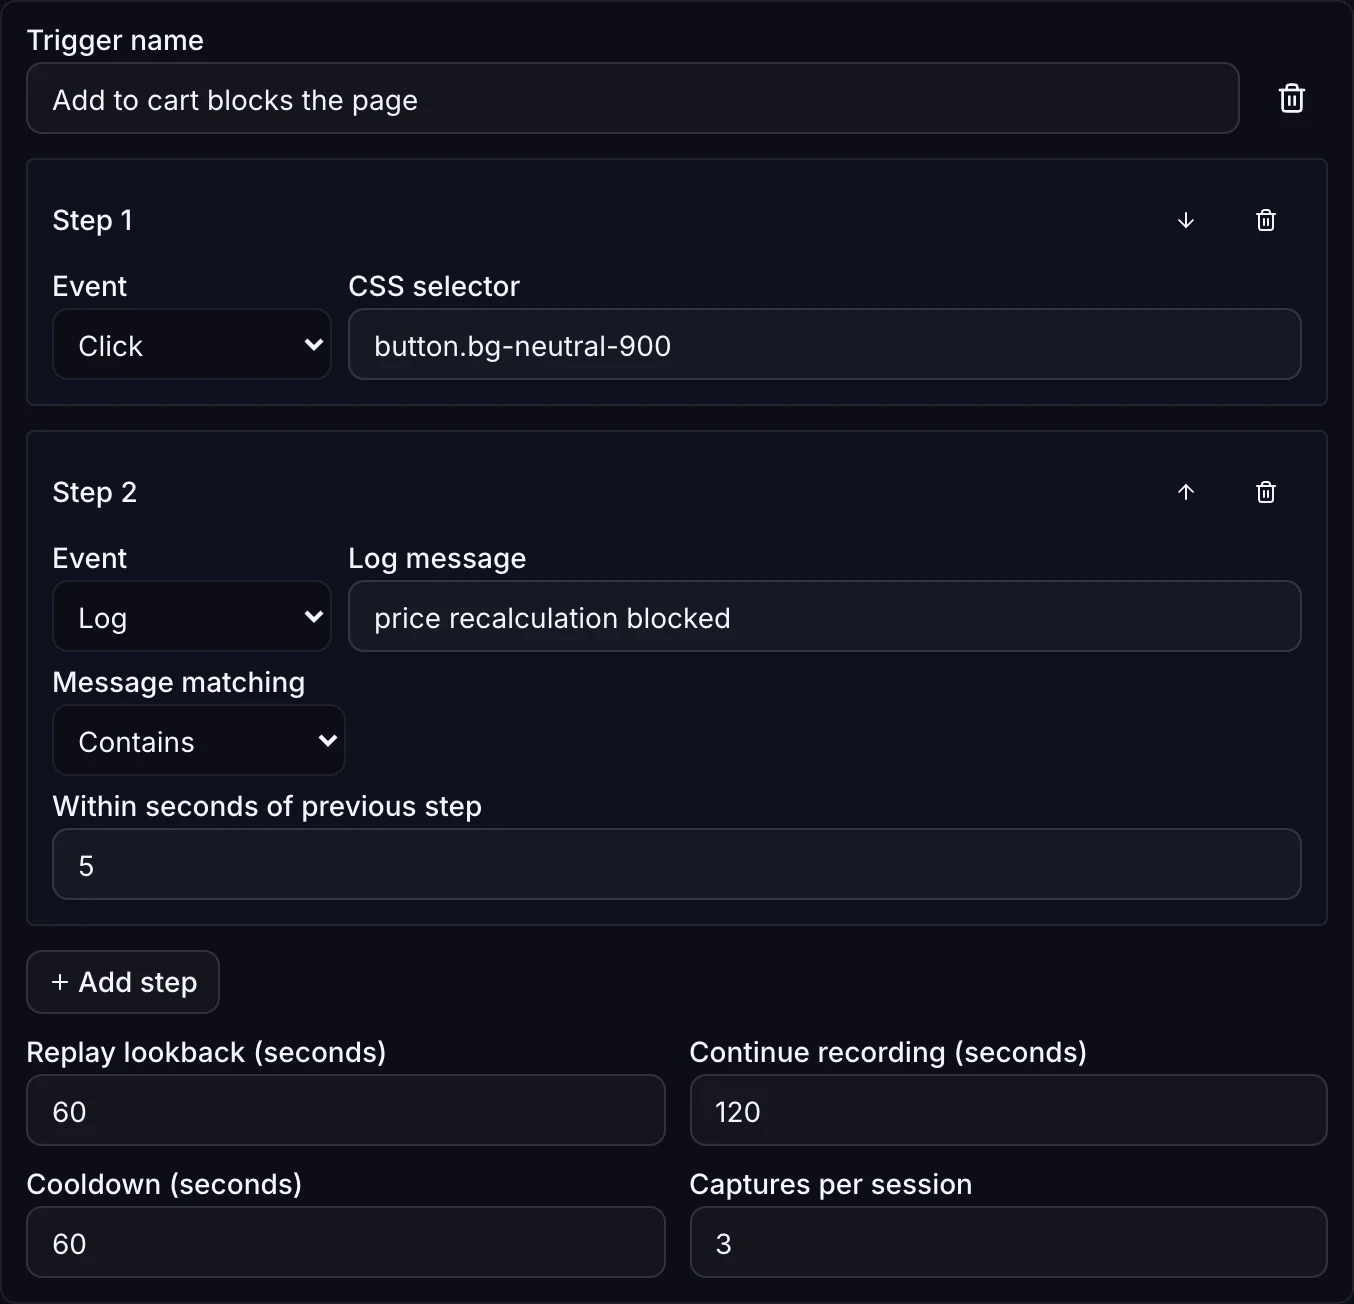 Trigger name
Add to cart blocks the page
Step 1
Event
CSS selector
Click
button.bg-neutral-900
Step 2
Event
Log message
Log
price recalculation blocked
Message matching
Contains
Within seconds of previous step
5
+ Add step
Replay lookback (seconds)
Continue recording (seconds)
60
120
Cooldown (seconds)
Captures per session
60
3